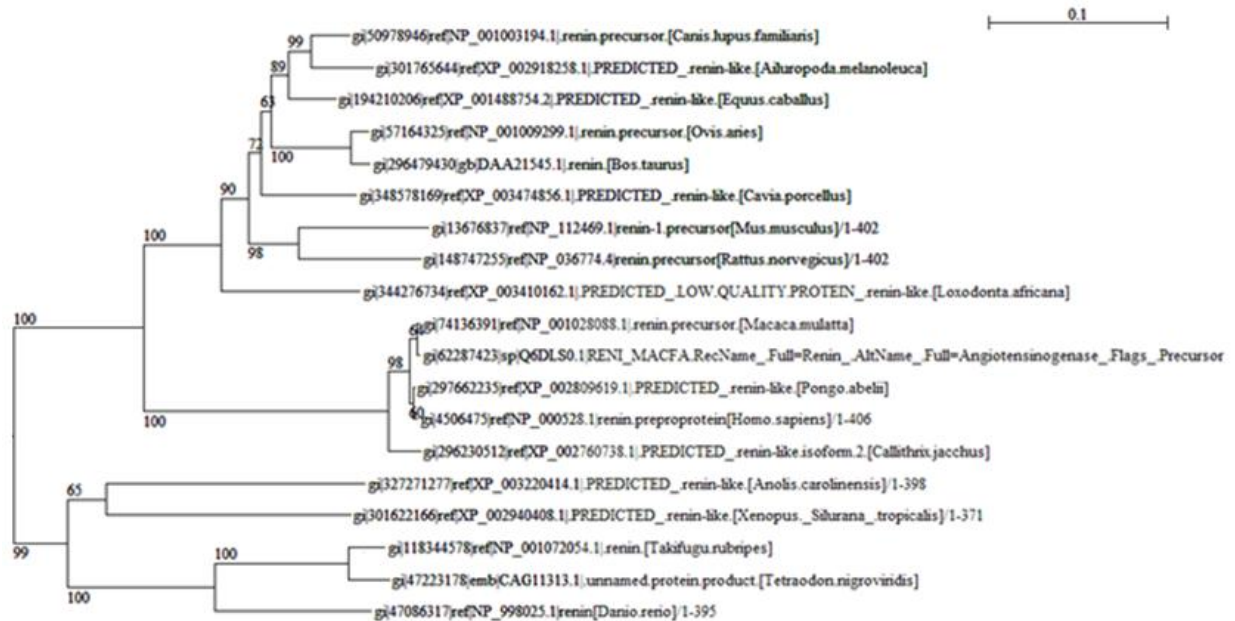 0.1
99
gi|50978946|ref|NP_001003194.1|.renin.precursor.[Canis.lupus.familiaris]
89
gi|301765644|ref|XP_002918258.1|.PREDICTED_.renin-like.[Ailuropoda.melanoleuca]
63
gi|194210206|ref|XP_001488754.2|.PREDICTED_.renin-like.[Equus.caballus]
gi|57164325|ref|NP_001009299.1|.renin.precursor.[Ovis.aries]
72
100
gi|296479430|gb|DAA21545.1|.renin.[Bos.taurus]
90
gi|348578169|ref|XP_003474856.1|.PREDICTED_.renin-like.[Cavia.porcellus]
gi|13676837|ref|NP_112469.1|renin-1.precursor[Mus.musculus]/1-402
100
98
gi|148747255|ref|NP_036774.4|renin.precursor[Rattus.norvegicus]/1-402
gi|344276734|ref|XP_003410162.1|.PREDICTED_.LOW.QUALITY.PROTEIN_.renin-like.[Loxodonta.africana]
100
gi|74136391|ref|NP_001028088.1|.renin.precursor.[Macaca.mulatta]
gi|62287423|sp|Q6DLS0.1|RENI_MACFA.RecName_.Full=Renin_.AltName_.Full=Angiotensinogenase_.Flags_.Precursor
98
gi|297662235|ref|XP_002809619.1|.PREDICTED_.renin-like.[Pongo.abelii]
100
gi|4506475|ref|NP_000528.1|renin.preproprotein[Homo.sapiens]/1-406
gi|296230512|ref|XP_002760738.1|.PREDICTED_.renin-like.isoform.2.[Callithrix.jacchus]
65
gi|327271277|ref|XP_003220414.1|.PREDICTED_.renin-like.[Anolis.carolinensis]/1-398
gi|301622166|ref|XP_002940408.1|.PREDICTED_.renin-like.[Xenopus._Silurana_.tropicalis]/1-371
99
100
gi|118344578|ref|NP_001072054.1|.renin.[Takifugu.rubripes]
gi|47223178|emb|CAG11313.1|.unnamed.protein.product.[Tetraodon.nigroviridis]
100
gi|47086317|ref|NP_998025.1|renin[Danio.rerio]/1-395